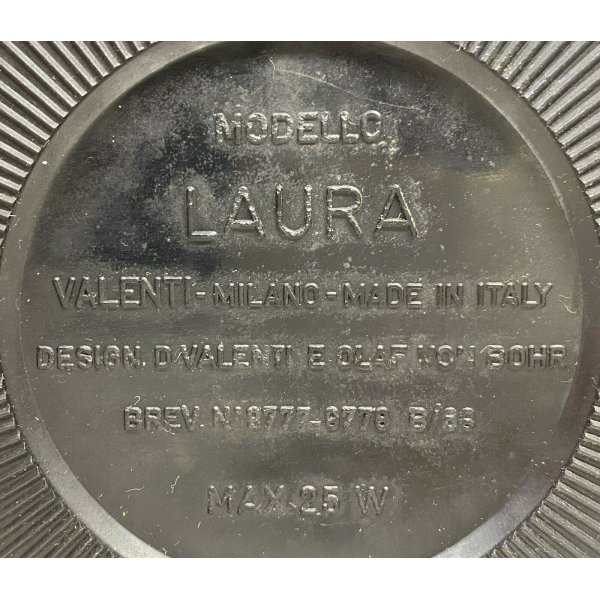 MODELLO
LAURA
VALENTI - MILANO - MADE IN ITALY
DESIGN. D/VALENTI E OLAF VON BOHR
BREV. N
MAX 25 W